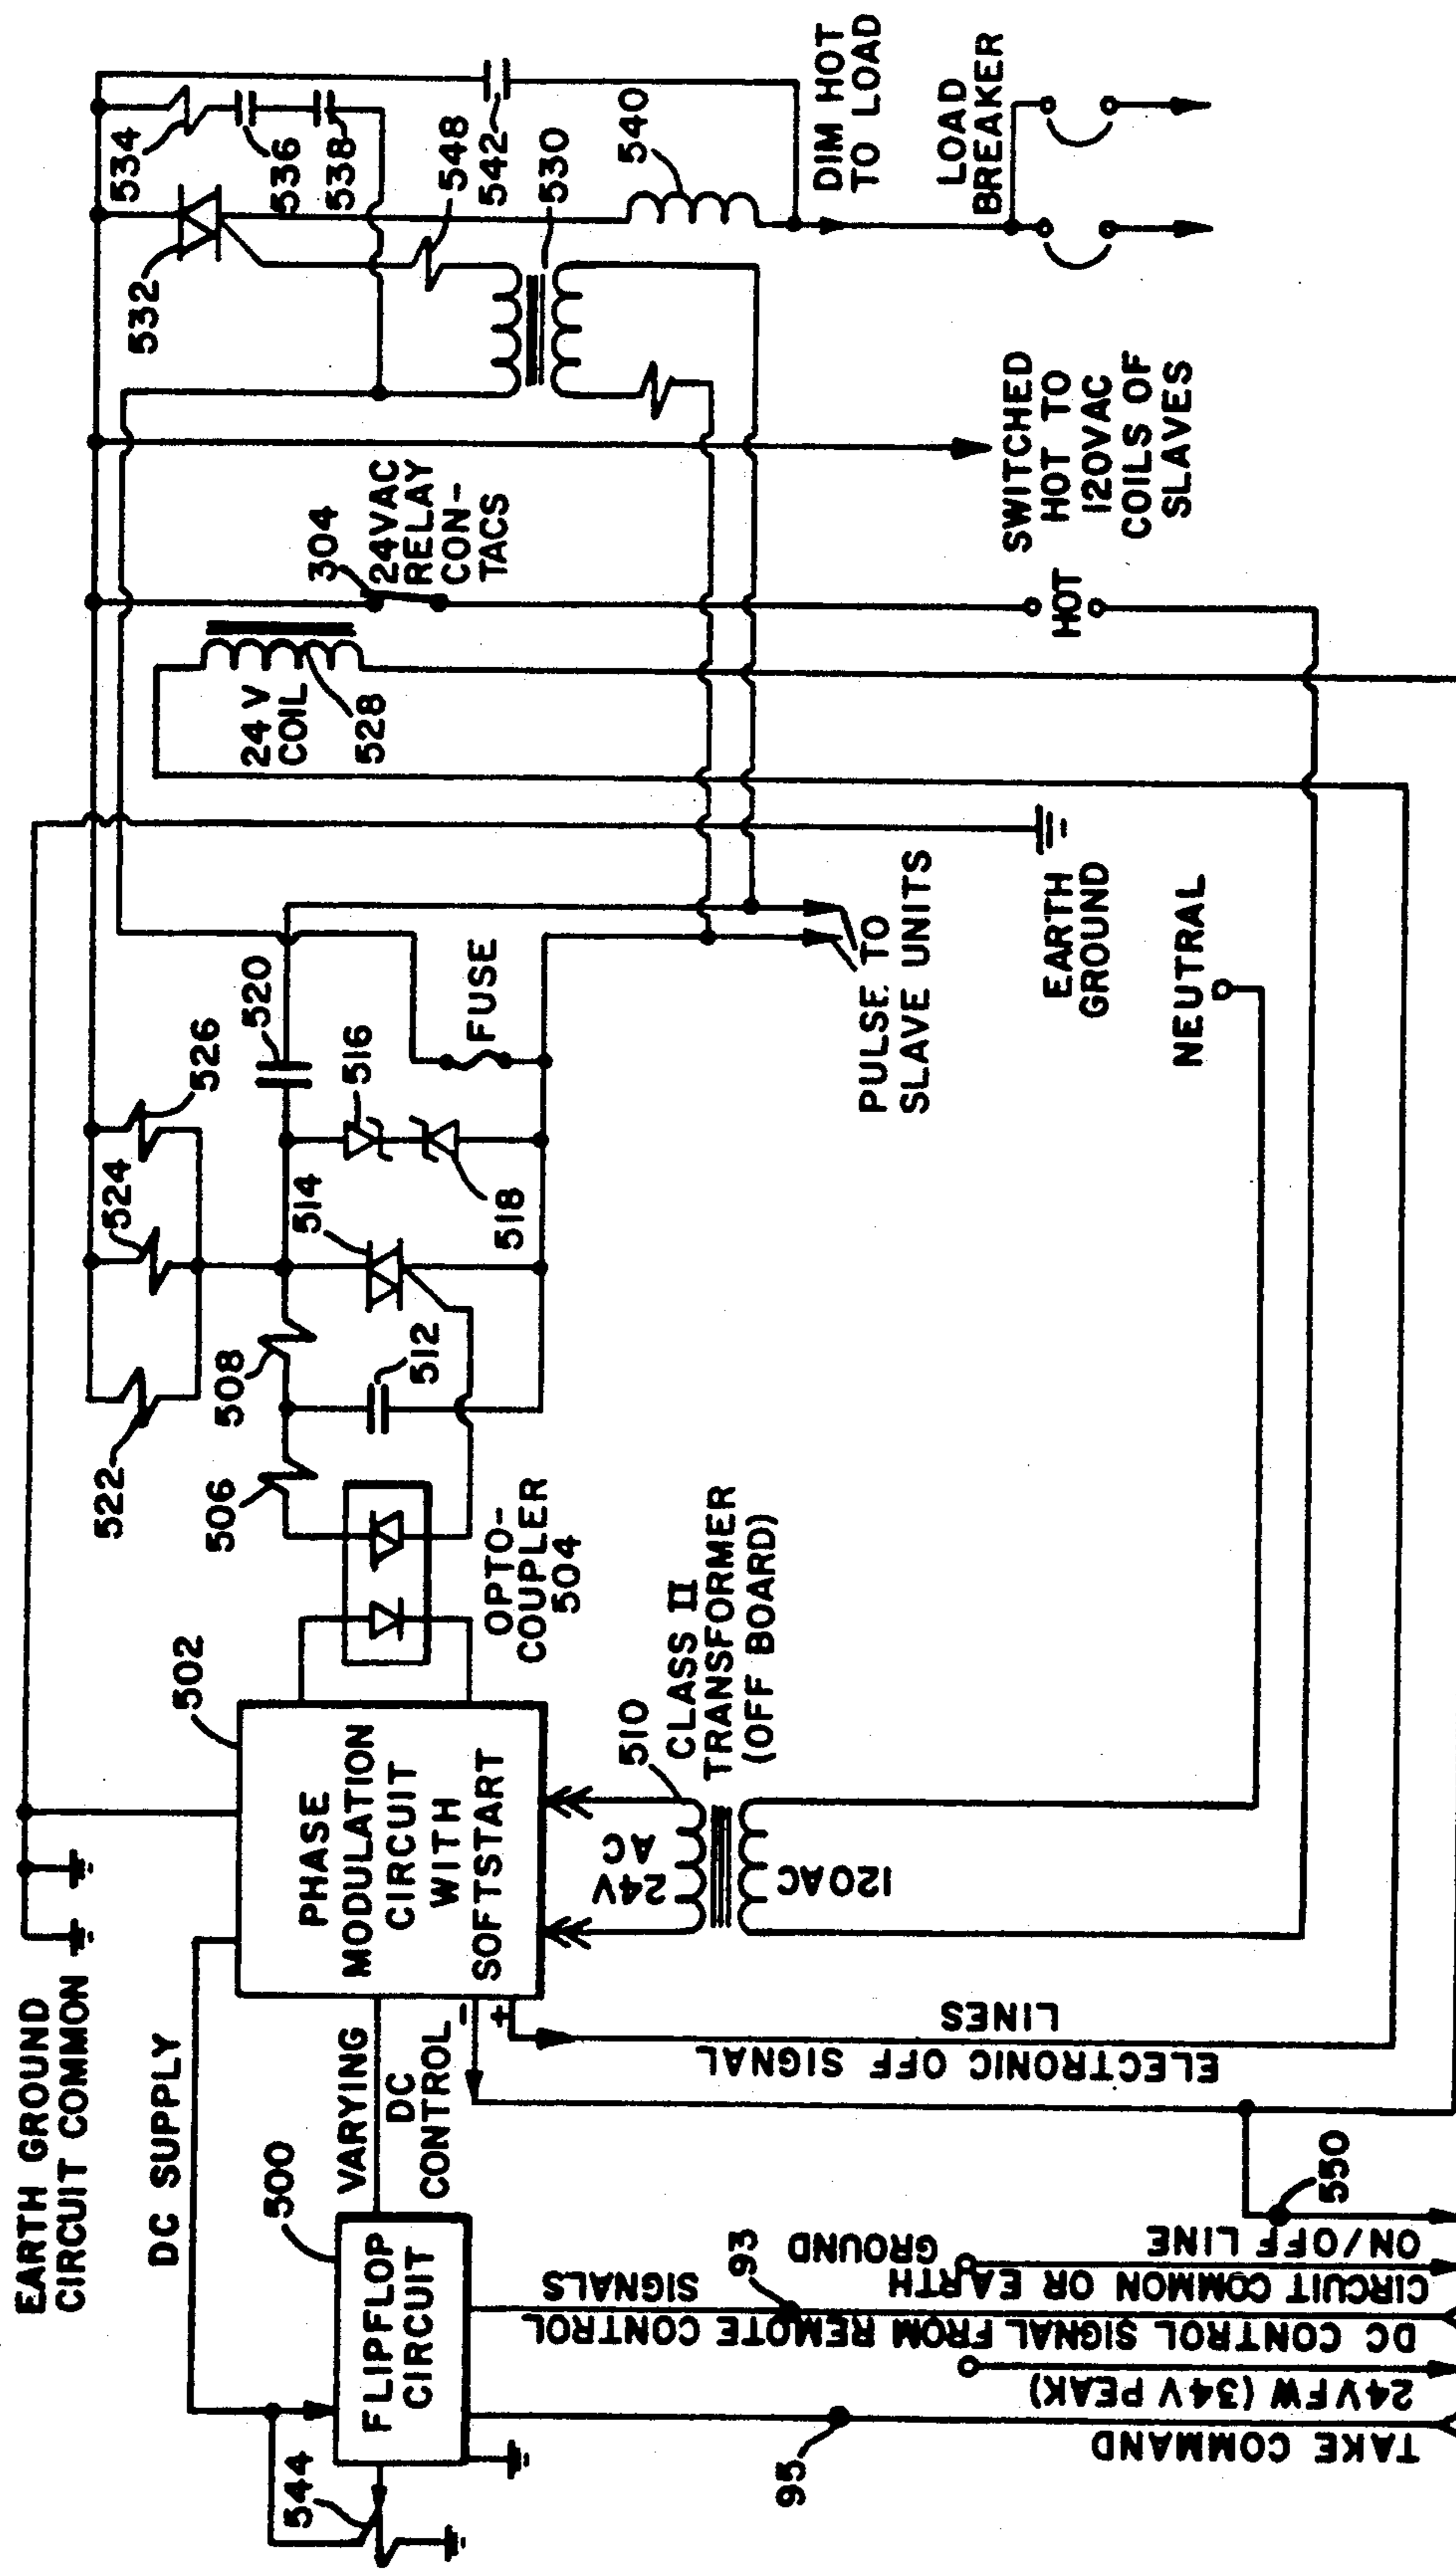 EARTH GROUND
CIRCUIT COMMON
DC SUPPLY
544
500
FLIPFLOP
CIRCUIT
VARYING
DC
CONTROL
-
+
502
PHASE
MODULATION
CIRCUIT
WITH
SOFTSTART
OPTO-
COUPLER
504
506
508
512
514
516
518
520
522
524
526
FUSE
PULSE TO
SLAVE UNITS
EARTH
GROUND
NEUTRAL
24 V
COIL
528
304
24VAC
RELAY
CON-
TACS
HOT
SWITCHED
HOT TO
120VAC
COILS OF
SLAVES
532
534
536
538
548
542
530
540
DIM HOT
TO LOAD
LOAD
BREAKER
510
CLASS II
TRANSFORMER
(OFF BOARD)
24V
AC
120AC
ELECTRONIC OFF SIGNAL
LINES
550
ON/OFF LINE
CIRCUIT COMMON OR EARTH
GROUND
93
DC CONTROL SIGNAL FROM REMOTE CONTROL
SIGNALS
24VFW (34V PEAK)
95
TAKE COMMAND